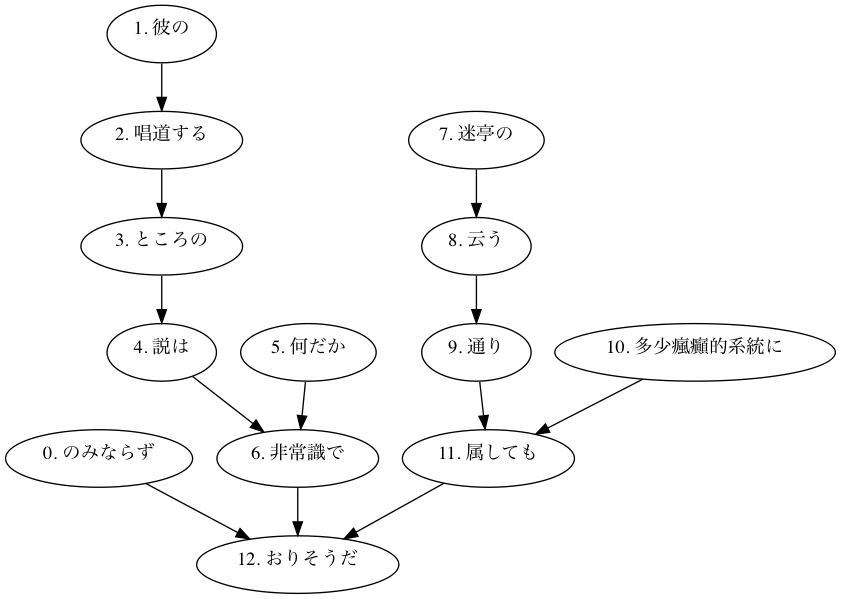 1. 彼の
2. 唱道する
7. 迷亭の
3. ところの
8. 云う
4. 説は
5. 何だか
9. 通り
10. 多少瘋癲的系統に
0. のみならず
6. 非常識で
11. 属しても
12. おりそうだ